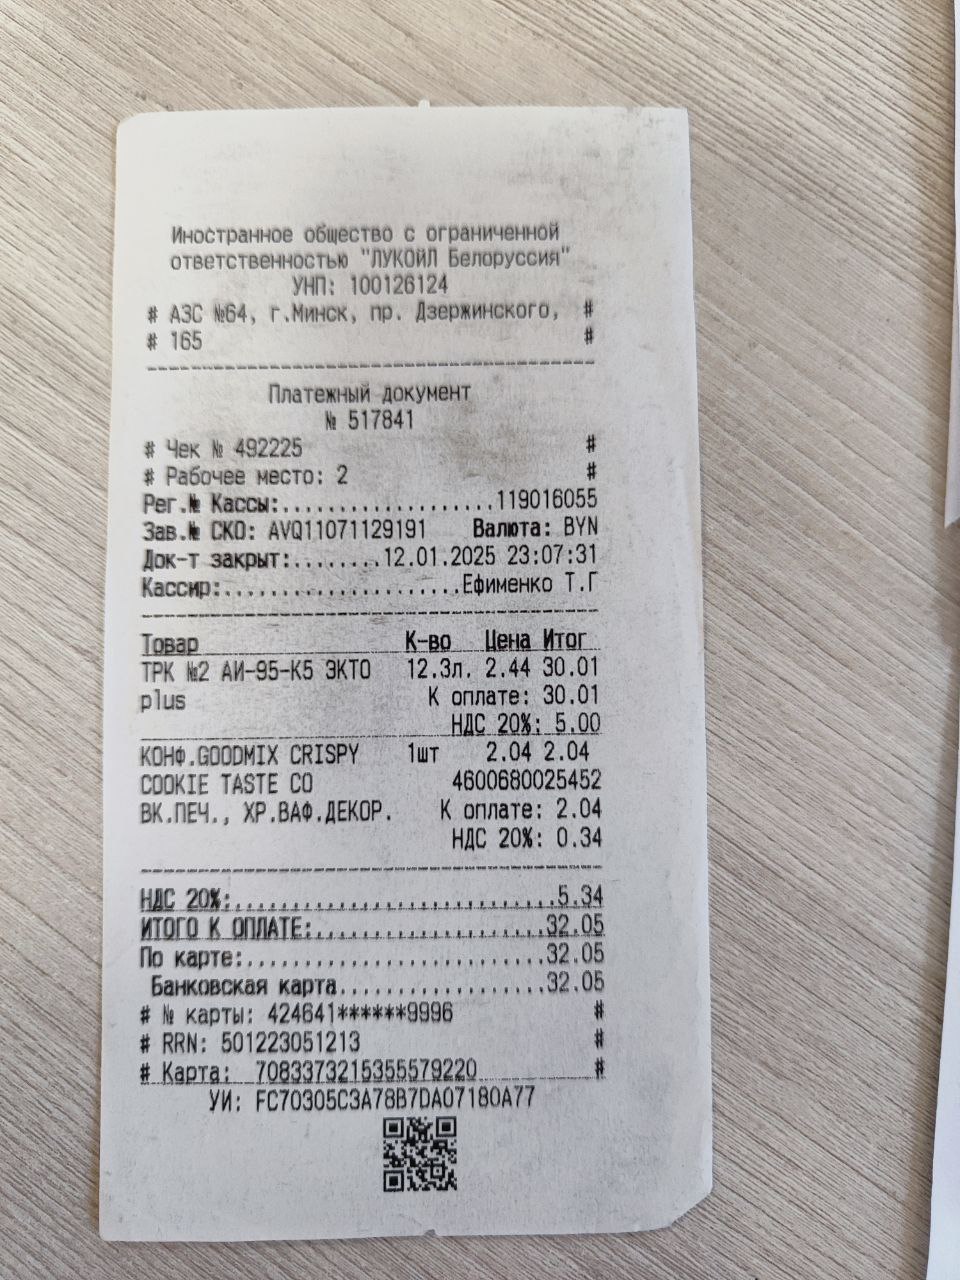 Иностранное общество с ограниченной
ответственностью "ЛУКОЙЛ Белоруссия"
УНП: 100126124
# АЗС №64, г.Минск, пр. Дзержинского, #
# 165 #
Платежный документ
№ 517841
# Чек № 492225 #
# Рабочее место: 2 #
Рег.№ Кассы:...................119016055
Зав.№ СКО: AVQ11071129191 Валюта: BYN
Док-т закрыт:........12.01.2025 23:07:31
Кассир:.....................Ефименко Т.Г
Товар К-во Цена Итог
ТРК №2 АИ-95-К5 ЭКТО 12.3л. 2.44 30.01
plus К оплате: 30.01
НДС 20%: 5.00
КОНФ.GOODMIX CRISPY 1шт 2.04 2.04
COOKIE TASTE СО 4600680025452
ВК.ПЕЧ., ХР.ВАФ.ДЕКОР. К оплате: 2.04
НДС 20%: 0.34
НДС 20%:............................5.34
ИТОГО К ОПЛАТЕ:....................32.05
По карте:..........................32.05
Банковская карта..................32.05
# № карты: 424641******9996 #
# RRN: 501223051213 #
# Карта: 7083373215355579220 #
УИ: FC70305C3A78B7DA07180A77